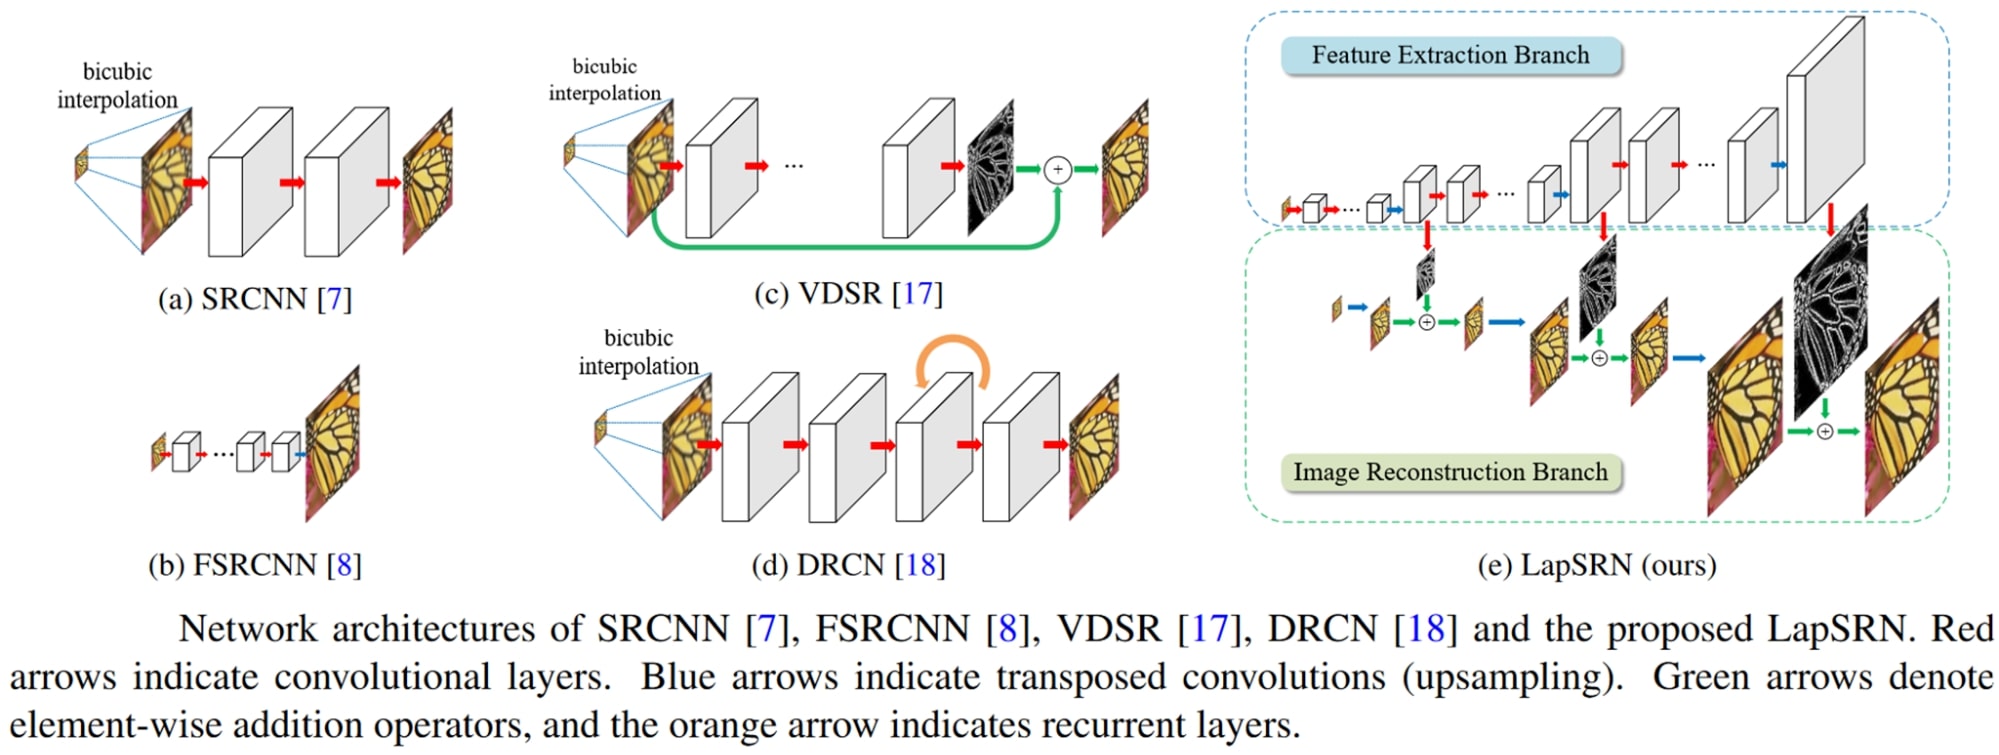 bicubic
interpolation
(a) SRCNN [7]
(b) FSRCNN [8]
bicubic
interpolation
...
(c) VDSR [17]
bicubic
interpolation
(d) DRCN [18]
Feature Extraction Branch
Image Reconstruction Branch
(e) LapSRN (ours)
Network architectures of SRCNN [7], FSRCNN [8], VDSR [17], DRCN [18] and the proposed LapSRN. Red
arrows indicate convolutional layers. Blue arrows indicate transposed convolutions (upsampling). Green arrows denote
element-wise addition operators, and the orange arrow indicates recurrent layers.